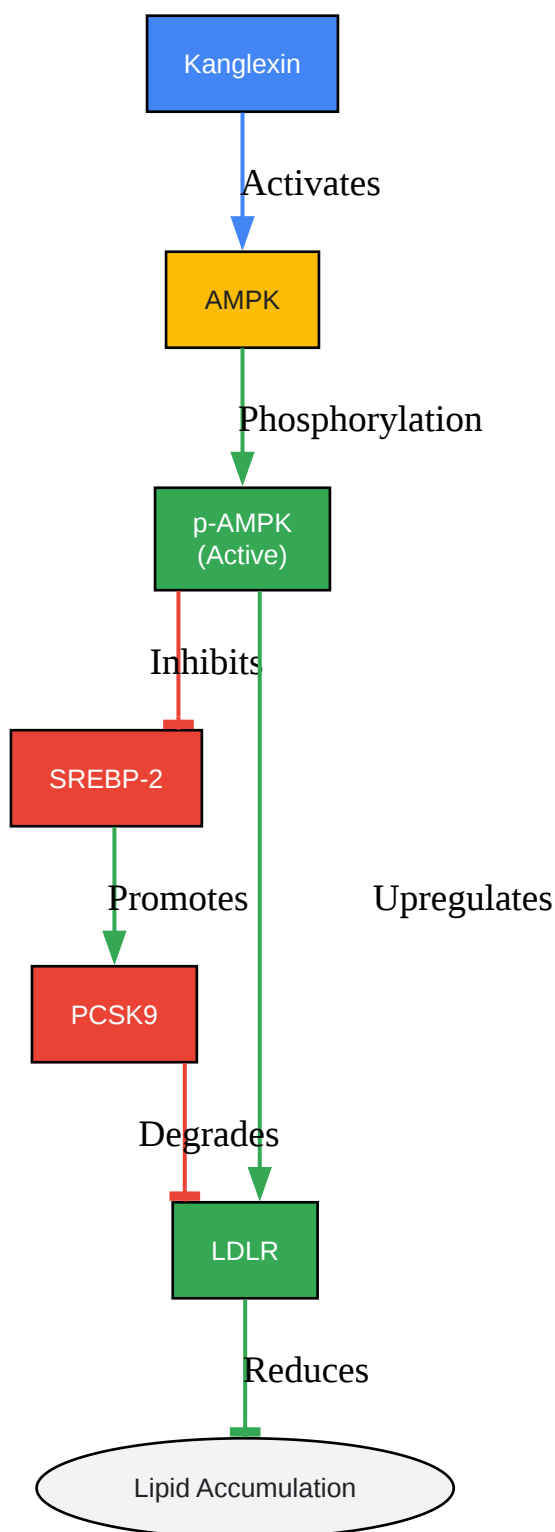 Kanglexin
Activates
AMPK
Phosphorylation
p-AMPK
(Active)
Inhibits
SREBP-2
Promotes
Upregulates
PCSK9
Degrades
LDLR
Reduces
Lipid Accumulation